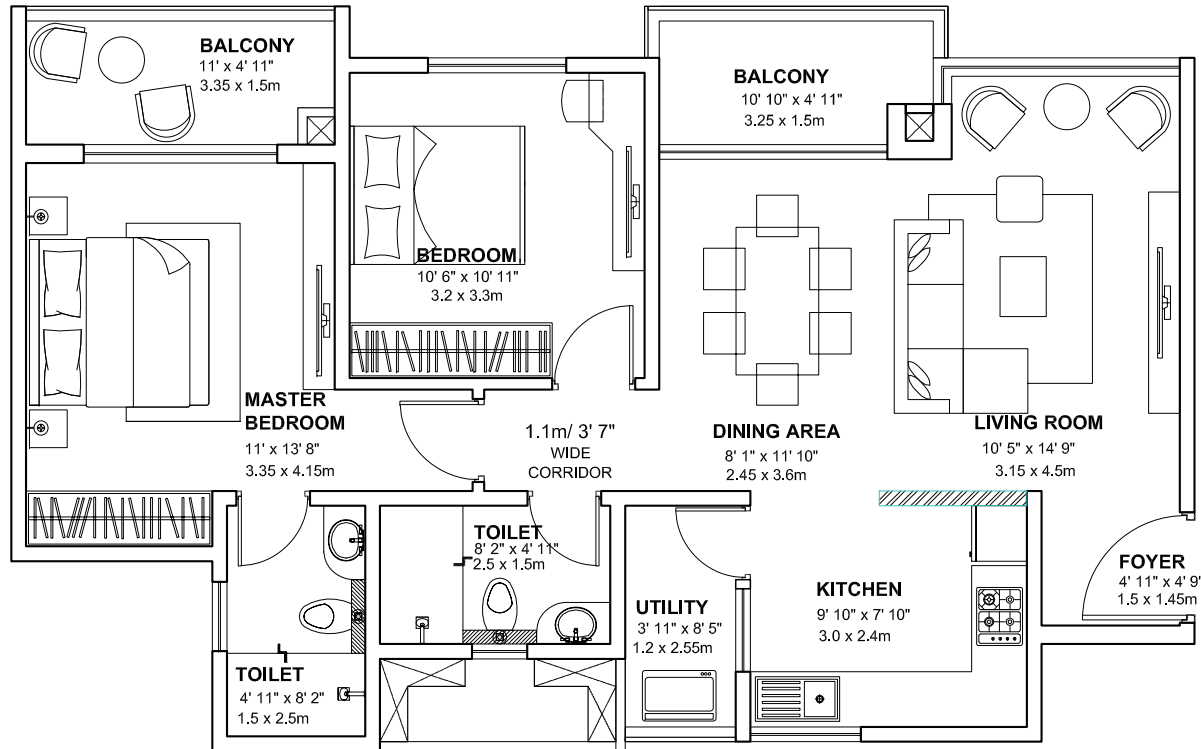 BALCONY
11' x 4' 11"
3.35 x 1.5m
BALCONY
10' 10" x 4' 11"
3.25 x 1.5m
BEDROOM
10' 6" x 10' 11"
3.2 x 3.3m
MASTER
BEDROOM
11' x 13' 8"
3.35 x 4.15m
1.1m/ 3' 7"
WIDE
CORRIDOR
DINING AREA
8' 1" x 11' 10"
2.45 x 3.6m
LIVING ROOM
10' 5" x 14' 9"
3.15 x 4.5m
TOILET
8' 2" x 4' 11"
2.5 x 1.5m
FOYER
4' 11" x 4' 9'
1.5 x 1.45m
KITCHEN
9' 10" x 7' 10"
3.0 x 2.4m
UTILITY
3' 11" x 8' 5"
1.2 x 2.55m
TOILET
4' 11" x 8' 2"
1.5 x 2.5m